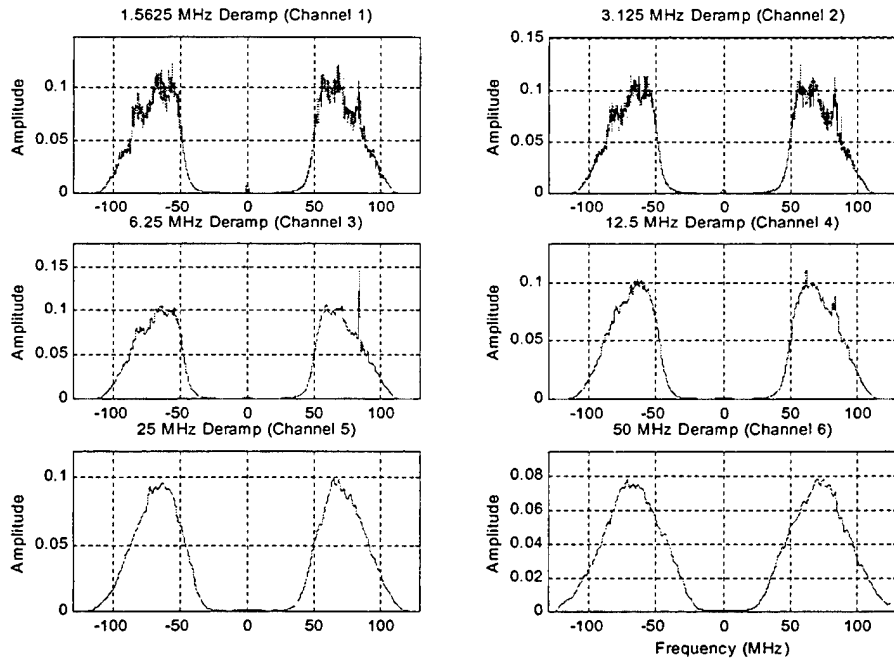 1.5625 MHz Deramp (Channel 1)
Amplitude
0.1
0.05
0
-100 -50 0 50 100
3.125 MHz Deramp (Channel 2)
Amplitude
0.15
0.1
0.05
0
-100 -50 0 50 100
6.25 MHz Deramp (Channel 3)
Amplitude
0.15
0.1
0.05
0
-100 -50 0 50 100
12.5 MHz Deramp (Channel 4)
Amplitude
0.1
0.05
0
-100 -50 0 50 100
25 MHz Deramp (Channel 5)
Amplitude
0.1
0.05
0
-100 -50 0 50 100
50 MHz Deramp (Channel 6)
Amplitude
0.08
0.06
0.04
0.02
0
-100 -50 0 50 100
Frequency (MHz)